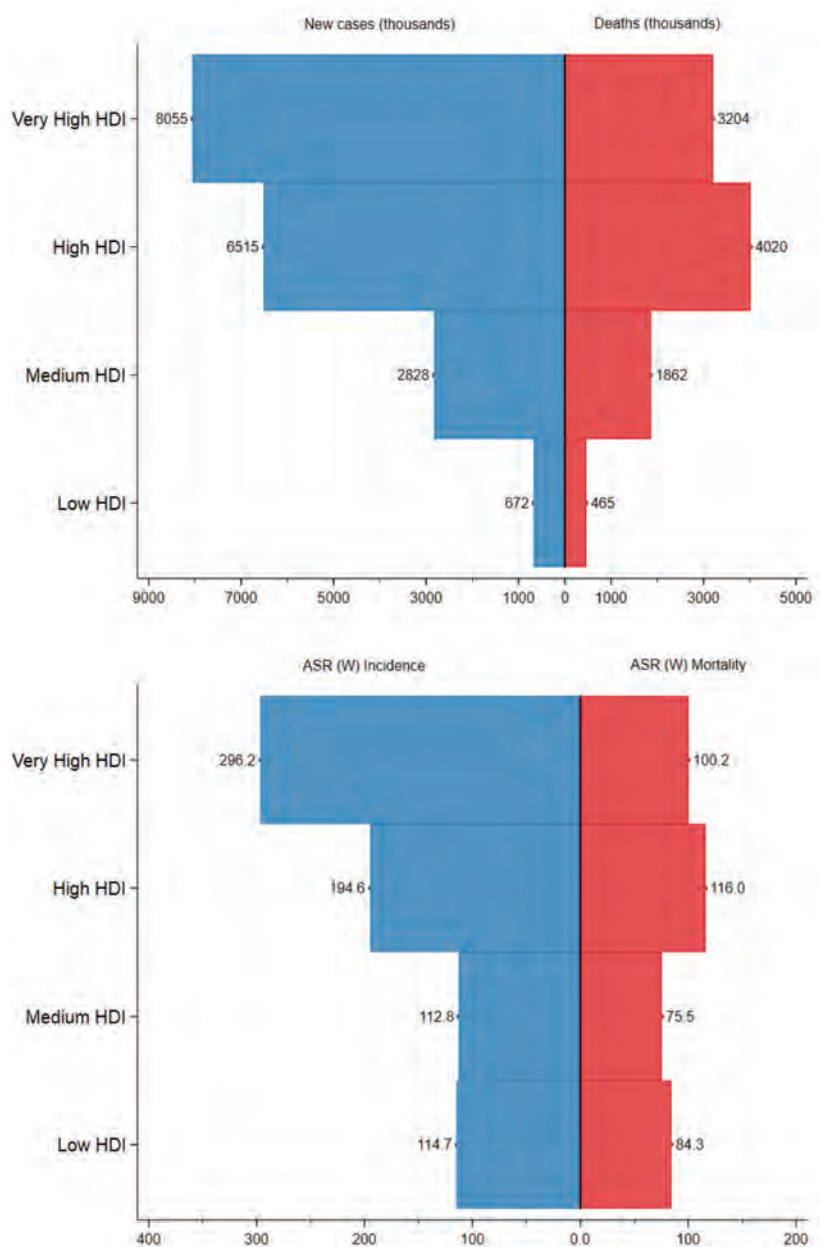 New cases (thousands) Deaths (thousands)
Very High HDI 8055 3204
High HDI 6515 4020
Medium HDI 2828 1862
Low HDI 672 465
9000 7000 5000 3000 1000 0 1000 3000 5000
ASR (W) Incidence ASR (W) Mortality
Very High HDI 296.2 100.2
High HDI 194.6 116.0
Medium HDI 112.8 75.5
Low HDI 114.7 84.3
400 300 200 100 0.0 100 200